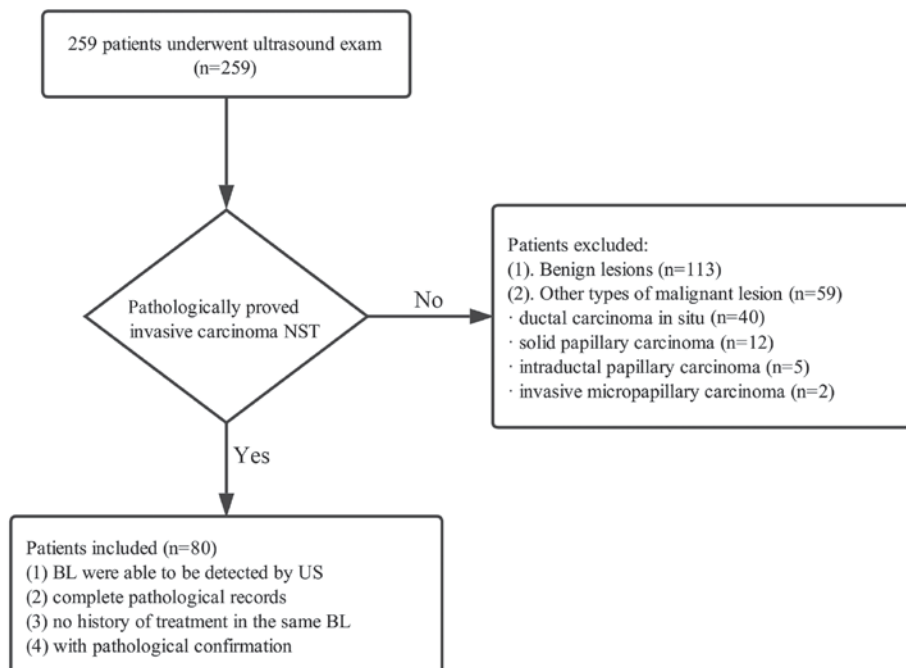 259 patients underwent ultrasound exam
(n=259)
Pathologically proved
invasive carcinoma NST
No
Patients excluded:
(1). Benign lesions (n=113)
(2). Other types of malignant lesion (n=59)
· ductal carcinoma in situ (n=40)
· solid papillary carcinoma (n=12)
· intraductal papillary carcinoma (n=5)
· invasive micropapillary carcinoma (n=2)
Yes
Patients included (n=80)
(1) BL were able to be detected by US
(2) complete pathological records
(3) no history of treatment in the same BL
(4) with pathological confirmation